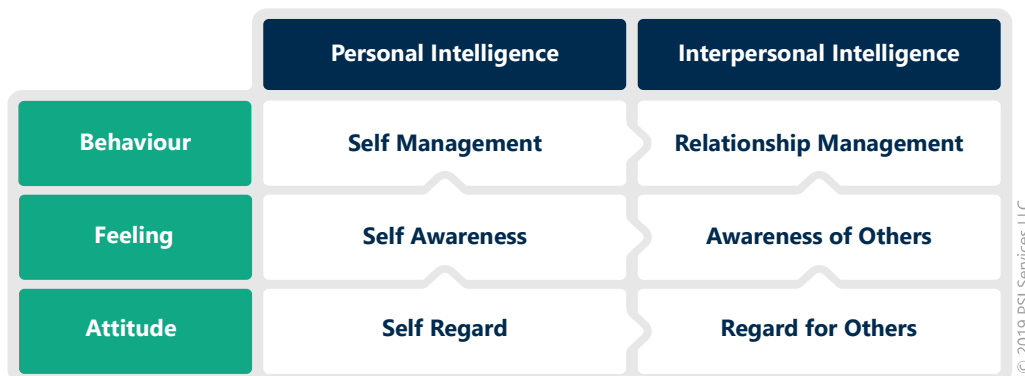 Personal Intelligence
Interpersonal Intelligence
Behaviour
Self Management
Relationship Management
Feeling
Self Awareness
Awareness of Others
Attitude
Self Regard
Regard for Others
© 2019 PSI Services LLC